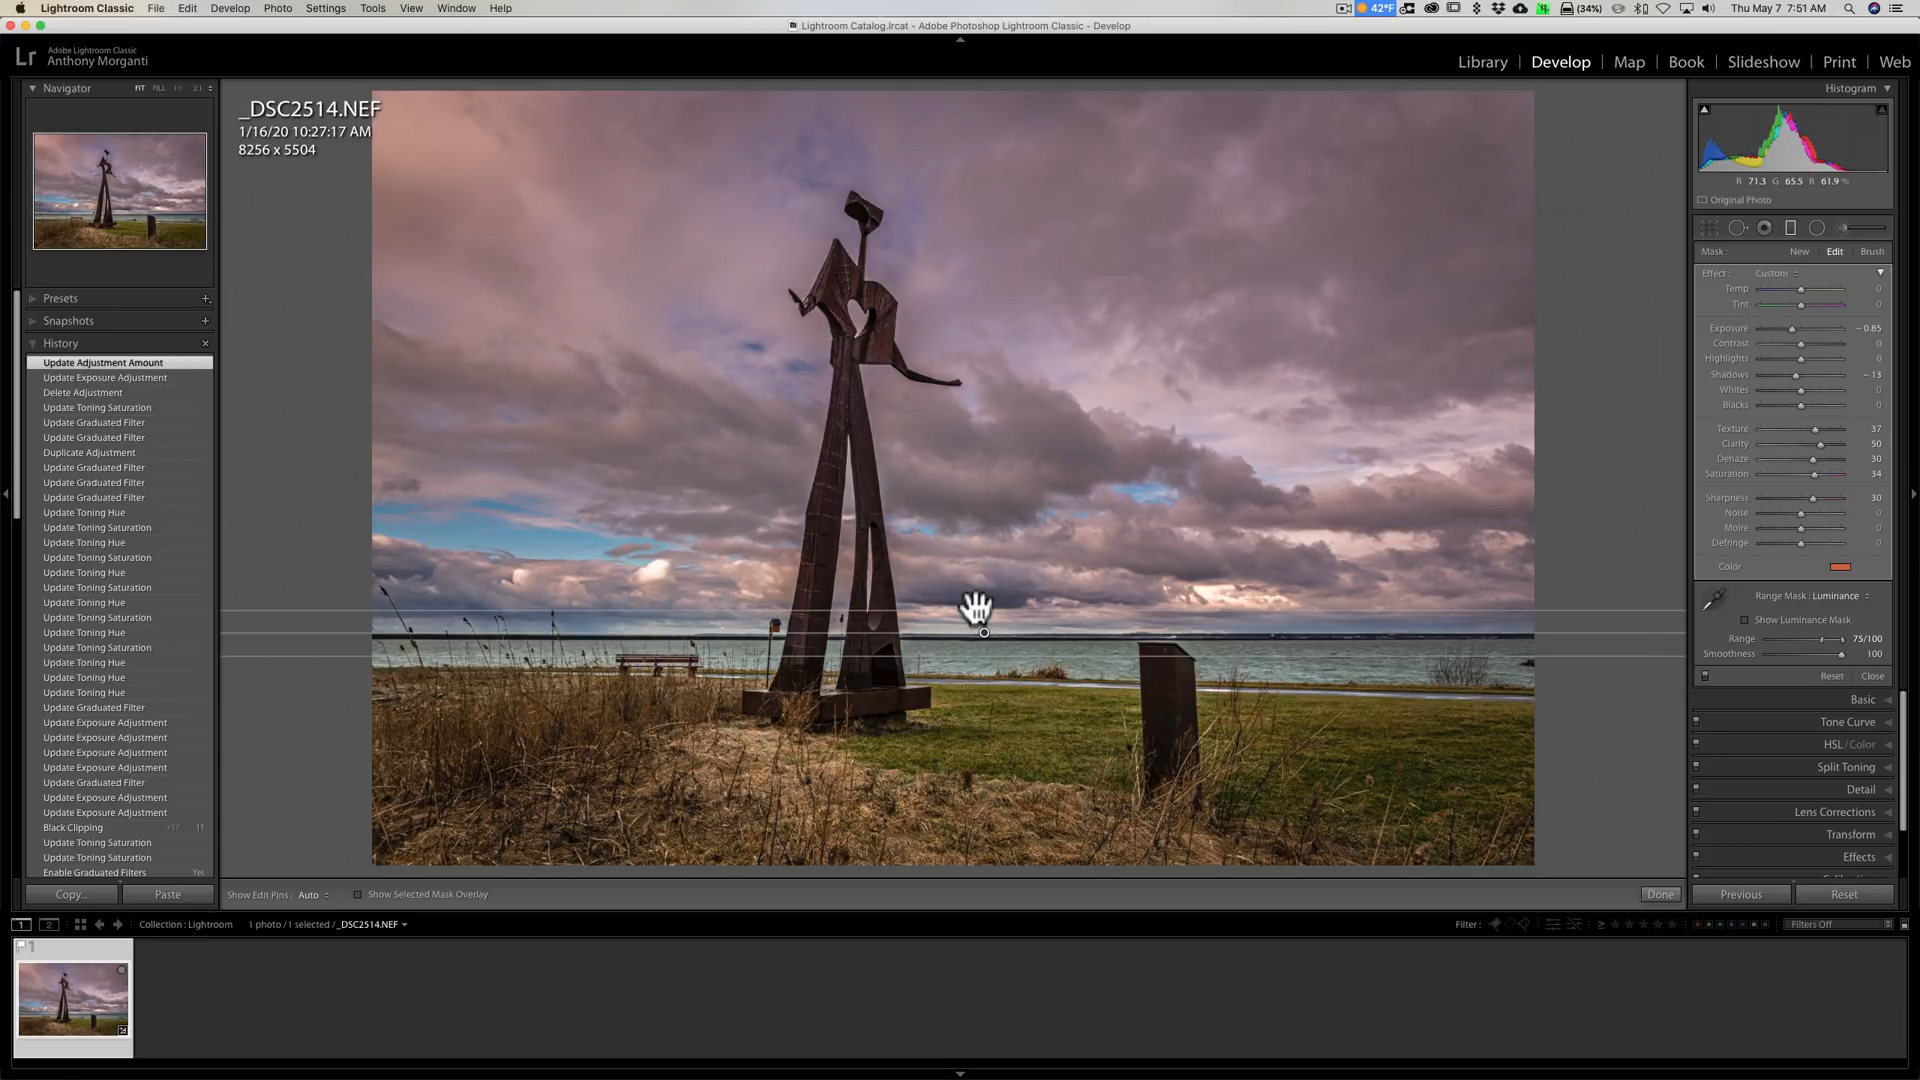 Lightroom Classic File Edit Develop Photo Settings Tools View Window Help 42°F (34%) Thu May 7 7:51 AM
Lightroom Catalog.lrcat - Adobe Photoshop Lightroom Classic - Develop
Lr Adobe Lightroom Classic
Anthony Morganti
Library | Develop | Map | Book | Slideshow | Print | Web
Navigator FIT FILL 1:1 2:1
_DSC2514.NEF
1/16/20 10:27:17 AM
8256 x 5504
Presets
Snapshots
History
Update Adjustment Amount
Update Exposure Adjustment
Delete Adjustment
Update Toning Saturation
Update Graduated Filter
Update Graduated Filter
Duplicate Adjustment
Update Graduated Filter
Update Graduated Filter
Update Graduated Filter
Update Toning Hue
Update Toning Saturation
Update Toning Hue
Update Toning Saturation
Update Toning Hue
Update Toning Saturation
Update Toning Hue
Update Toning Saturation
Update Toning Hue
Update Toning Saturation
Update Toning Hue
Update Toning Hue
Update Toning Hue
Update Graduated Filter
Update Exposure Adjustment
Update Exposure Adjustment
Update Exposure Adjustment
Update Exposure Adjustment
Update Graduated Filter
Update Exposure Adjustment
Update Exposure Adjustment
Black Clipping +37 11
Update Toning Saturation
Update Toning Saturation
Enable Graduated Filters Yes
Copy... Paste
Histogram
R 71.3 G 65.5 B 61.9 %
Original Photo
Mask : New Edit Brush
Effect : Custom
Temp 0
Tint 0
Exposure - 0.85
Contrast 0
Highlights 0
Shadows - 13
Whites 0
Blacks 0
Texture 37
Clarity 50
Dehaze 30
Saturation 34
Sharpness 30
Noise 0
Moiré 0
Defringe 0
Color
Range Mask : Luminance
Show Luminance Mask
Range 75/100
Smoothness 100
Reset Close
Basic
Tone Curve
HSL / Color
Split Toning
Detail
Lens Corrections
Transform
Effects
Previous Reset
Show Edit Pins : Auto Show Selected Mask Overlay Done
1 2 Collection : Lightroom 1 photo / 1 selected / _DSC2514.NEF Filter : Filters Off
1